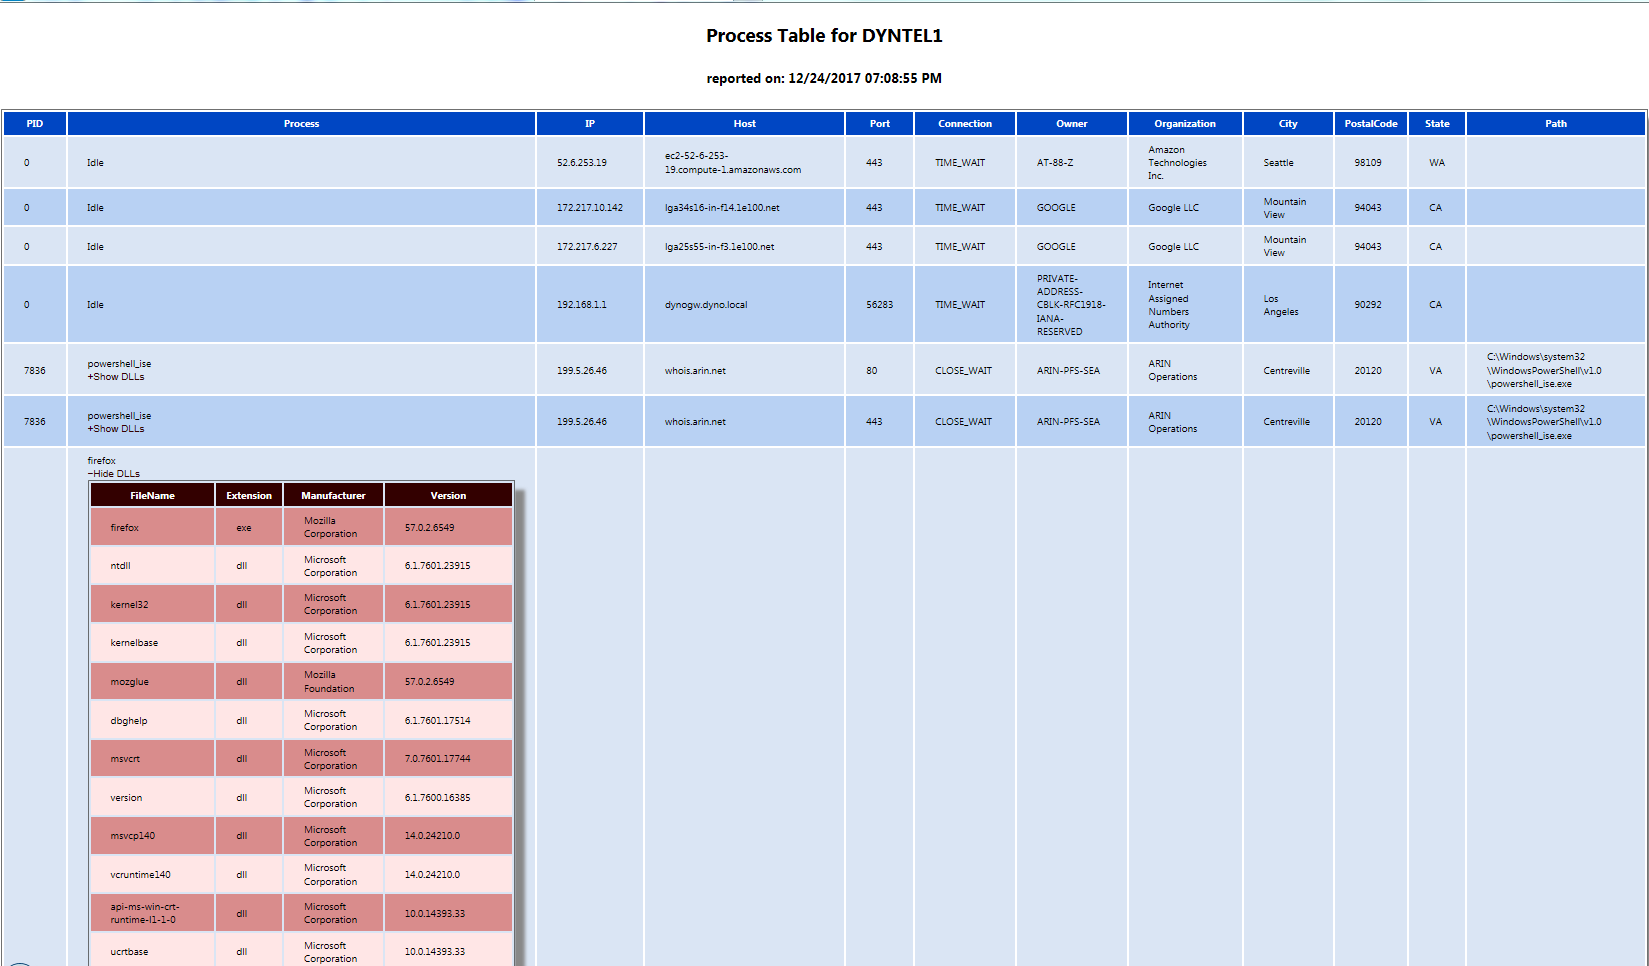 Process Table for DYNTEL1
reported on: 12/24/2017 07:08:55 PM
PID Process IP Host Port Connection Owner Organization City PostalCode State Path
0 Idle 52.6.253.19 ec2-52-6-253-
19.compute-1.amazonaws.com 443 TIME_WAIT AT-88-Z Amazon
Technologies
Inc. Seattle 98109 WA
0 Idle 172.217.10.142 lga34s16-in-f14.1e100.net 443 TIME_WAIT GOOGLE Google LLC Mountain
View 94043 CA
0 Idle 172.217.6.227 lga25s55-in-f3.1e100.net 443 TIME_WAIT GOOGLE Google LLC Mountain
View 94043 CA
0 Idle 192.168.1.1 dynogw.dyno.local 56283 TIME_WAIT PRIVATE-
ADDRESS-
CBLK-RFC1918-
IANA-
RESERVED Internet
Assigned
Numbers
Authority Los
Angeles 90292 CA
7836 powershell_ise
+Show DLLs 199.5.26.46 whois.arin.net 80 CLOSE_WAIT ARIN-PFS-SEA ARIN
Operations Centreville 20120 VA C:\Windows\system32
\WindowsPowerShell\v1.0
\powershell_ise.exe
7836 powershell_ise
+Show DLLs 199.5.26.46 whois.arin.net 443 CLOSE_WAIT ARIN-PFS-SEA ARIN
Operations Centreville 20120 VA C:\Windows\system32
\WindowsPowerShell\v1.0
\powershell_ise.exe
firefox
−Hide DLLs
FileName Extension Manufacturer Version
firefox exe Mozilla
Corporation 57.0.2.6549
ntdll dll Microsoft
Corporation 6.1.7601.23915
kernel32 dll Microsoft
Corporation 6.1.7601.23915
kernelbase dll Microsoft
Corporation 6.1.7601.23915
mozglue dll Mozilla
Foundation 57.0.2.6549
dbghelp dll Microsoft
Corporation 6.1.7601.17514
msvcrt dll Microsoft
Corporation 7.0.7601.17744
version dll Microsoft
Corporation 6.1.7600.16385
msvcp140 dll Microsoft
Corporation 14.0.24210.0
vcruntime140 dll Microsoft
Corporation 14.0.24210.0
api-ms-win-crt-
runtime-l1-1-0 dll Microsoft
Corporation 10.0.14393.33
ucrtbase dll Microsoft
Corporation 10.0.14393.33